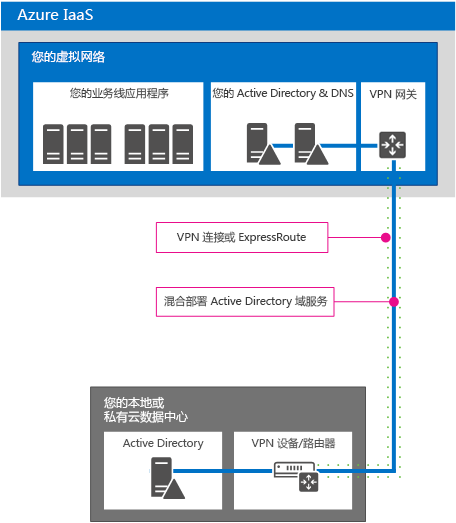 Azure IaaS
您的虚拟网络
您的业务线应用程序
您的 Active Directory & DNS
VPN 网关
VPN 连接或 ExpressRoute
混合部署 Active Directory 域服务
您的本地或
私有云数据中心
Active Directory
VPN 设备/路由器